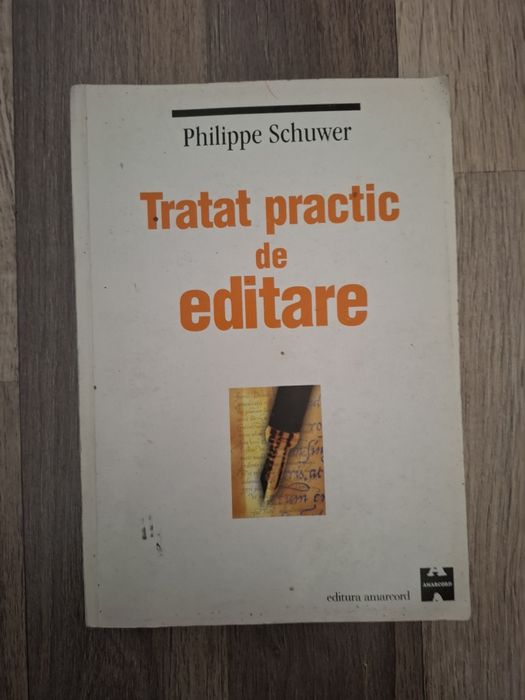 Philippe Schuwer
Tratat practic
de
editare
editura amarcord
AMARCORD